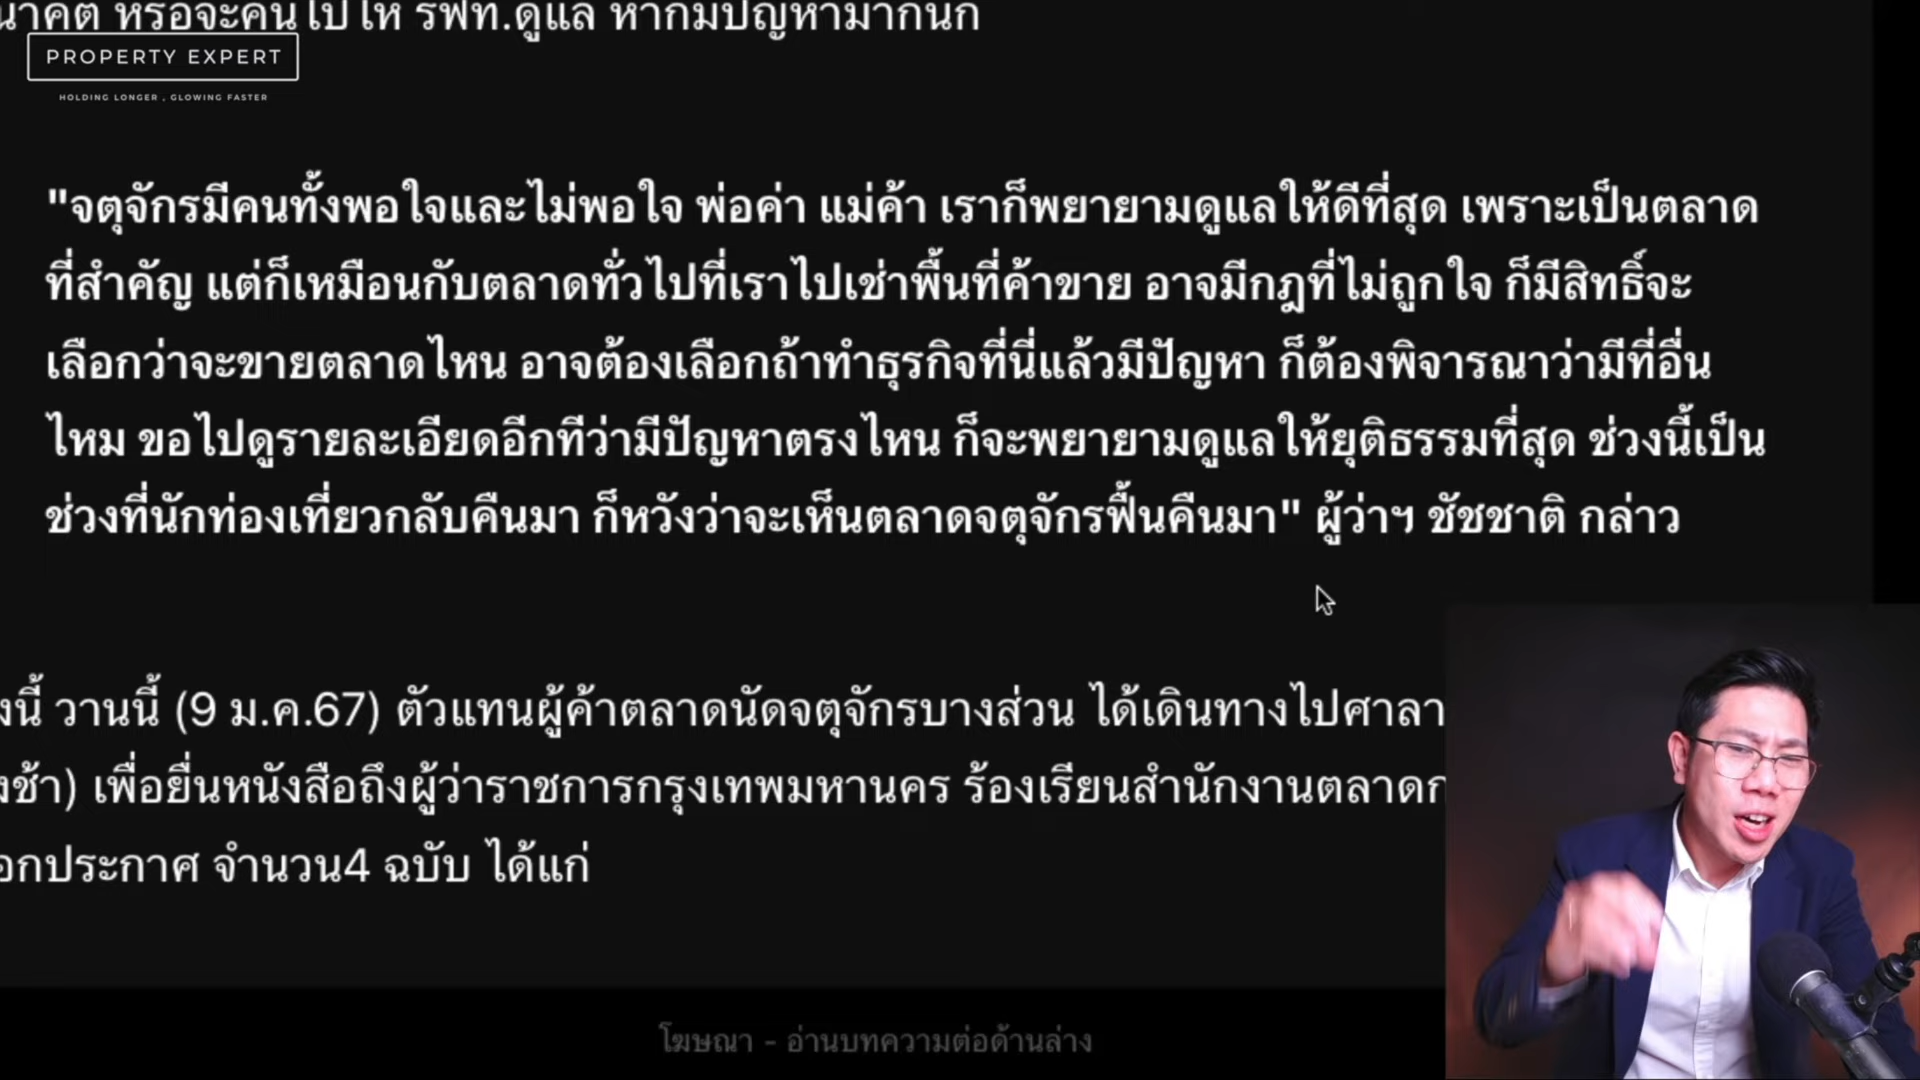 หรือจะคืนไปให้ รฟท.ดูแล หากมีปัญหามากนัก
PROPERTY EXPERT
HOLDING LONGER , GLOWING FASTER
"จตุจักรมีคนทั้งพอใจและไม่พอใจ พ่อค่า แม่ค้า เราก็พยายามดูแลให้ดีที่สุด เพราะเป็นตลาด
ที่สำคัญ แต่ก็เหมือนกับตลาดทั่วไปที่เราไปเช่าพื้นที่ค้าขาย อาจมีกฎที่ไม่ถูกใจ ก็มีสิทธิ์จะ
เลือกว่าจะขายตลาดไหน อาจต้องเลือกถ้าทำธุรกิจที่นี่แล้วมีปัญหา ก็ต้องพิจารณาว่ามีที่อื่น
ไหม ขอไปดูรายละเอียดอีกทีว่ามีปัญหาตรงไหน ก็จะพยายามดูแลให้ยุติธรรมที่สุด ช่วงนี้เป็น
ช่วงที่นักท่องเที่ยวกลับคืนมา ก็หวังว่าจะเห็นตลาดจตุจักรฟื้นคืนมา" ผู้ว่าฯ ชัชชาติ กล่าว
งนี้ วานนี้ (9 ม.ค.67) ตัวแทนผู้ค้าตลาดนัดจตุจักรบางส่วน ได้เดินทางไปศาลา
งช้า) เพื่อยื่นหนังสือถึงผู้ว่าราชการกรุงเทพมหานคร ร้องเรียนสำนักงานตลาดก
อกประกาศ จำนวน4 ฉบับ ได้แก่
โฆษณา - อ่านบทความต่อด้านล่าง